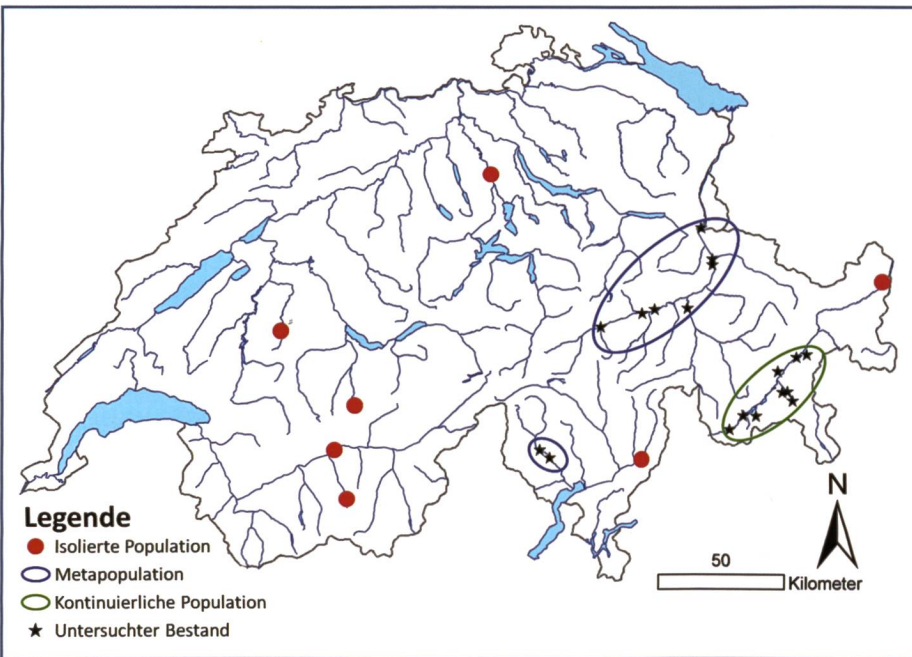 N
50
Kilometer
Legende
Isolierte Population
Metapopulation
Kontinuierliche Population
Untersuchter Bestand